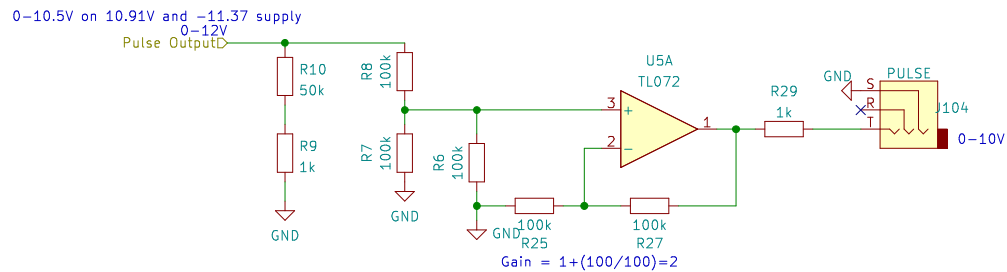 0-10.5V on 10.91V and -11.37 supply
0-12V
Pulse Output
R10
50k
R9
1k
GND
R8
100k
R7
100k
GND
R6
100k
GND
U5A
TL072
3
+
2
-
1
100k
R25
100k
R27
Gain = 1+(100/100)=2
R29
1k
GND
PULSE
S
R
T
J104
0-10V